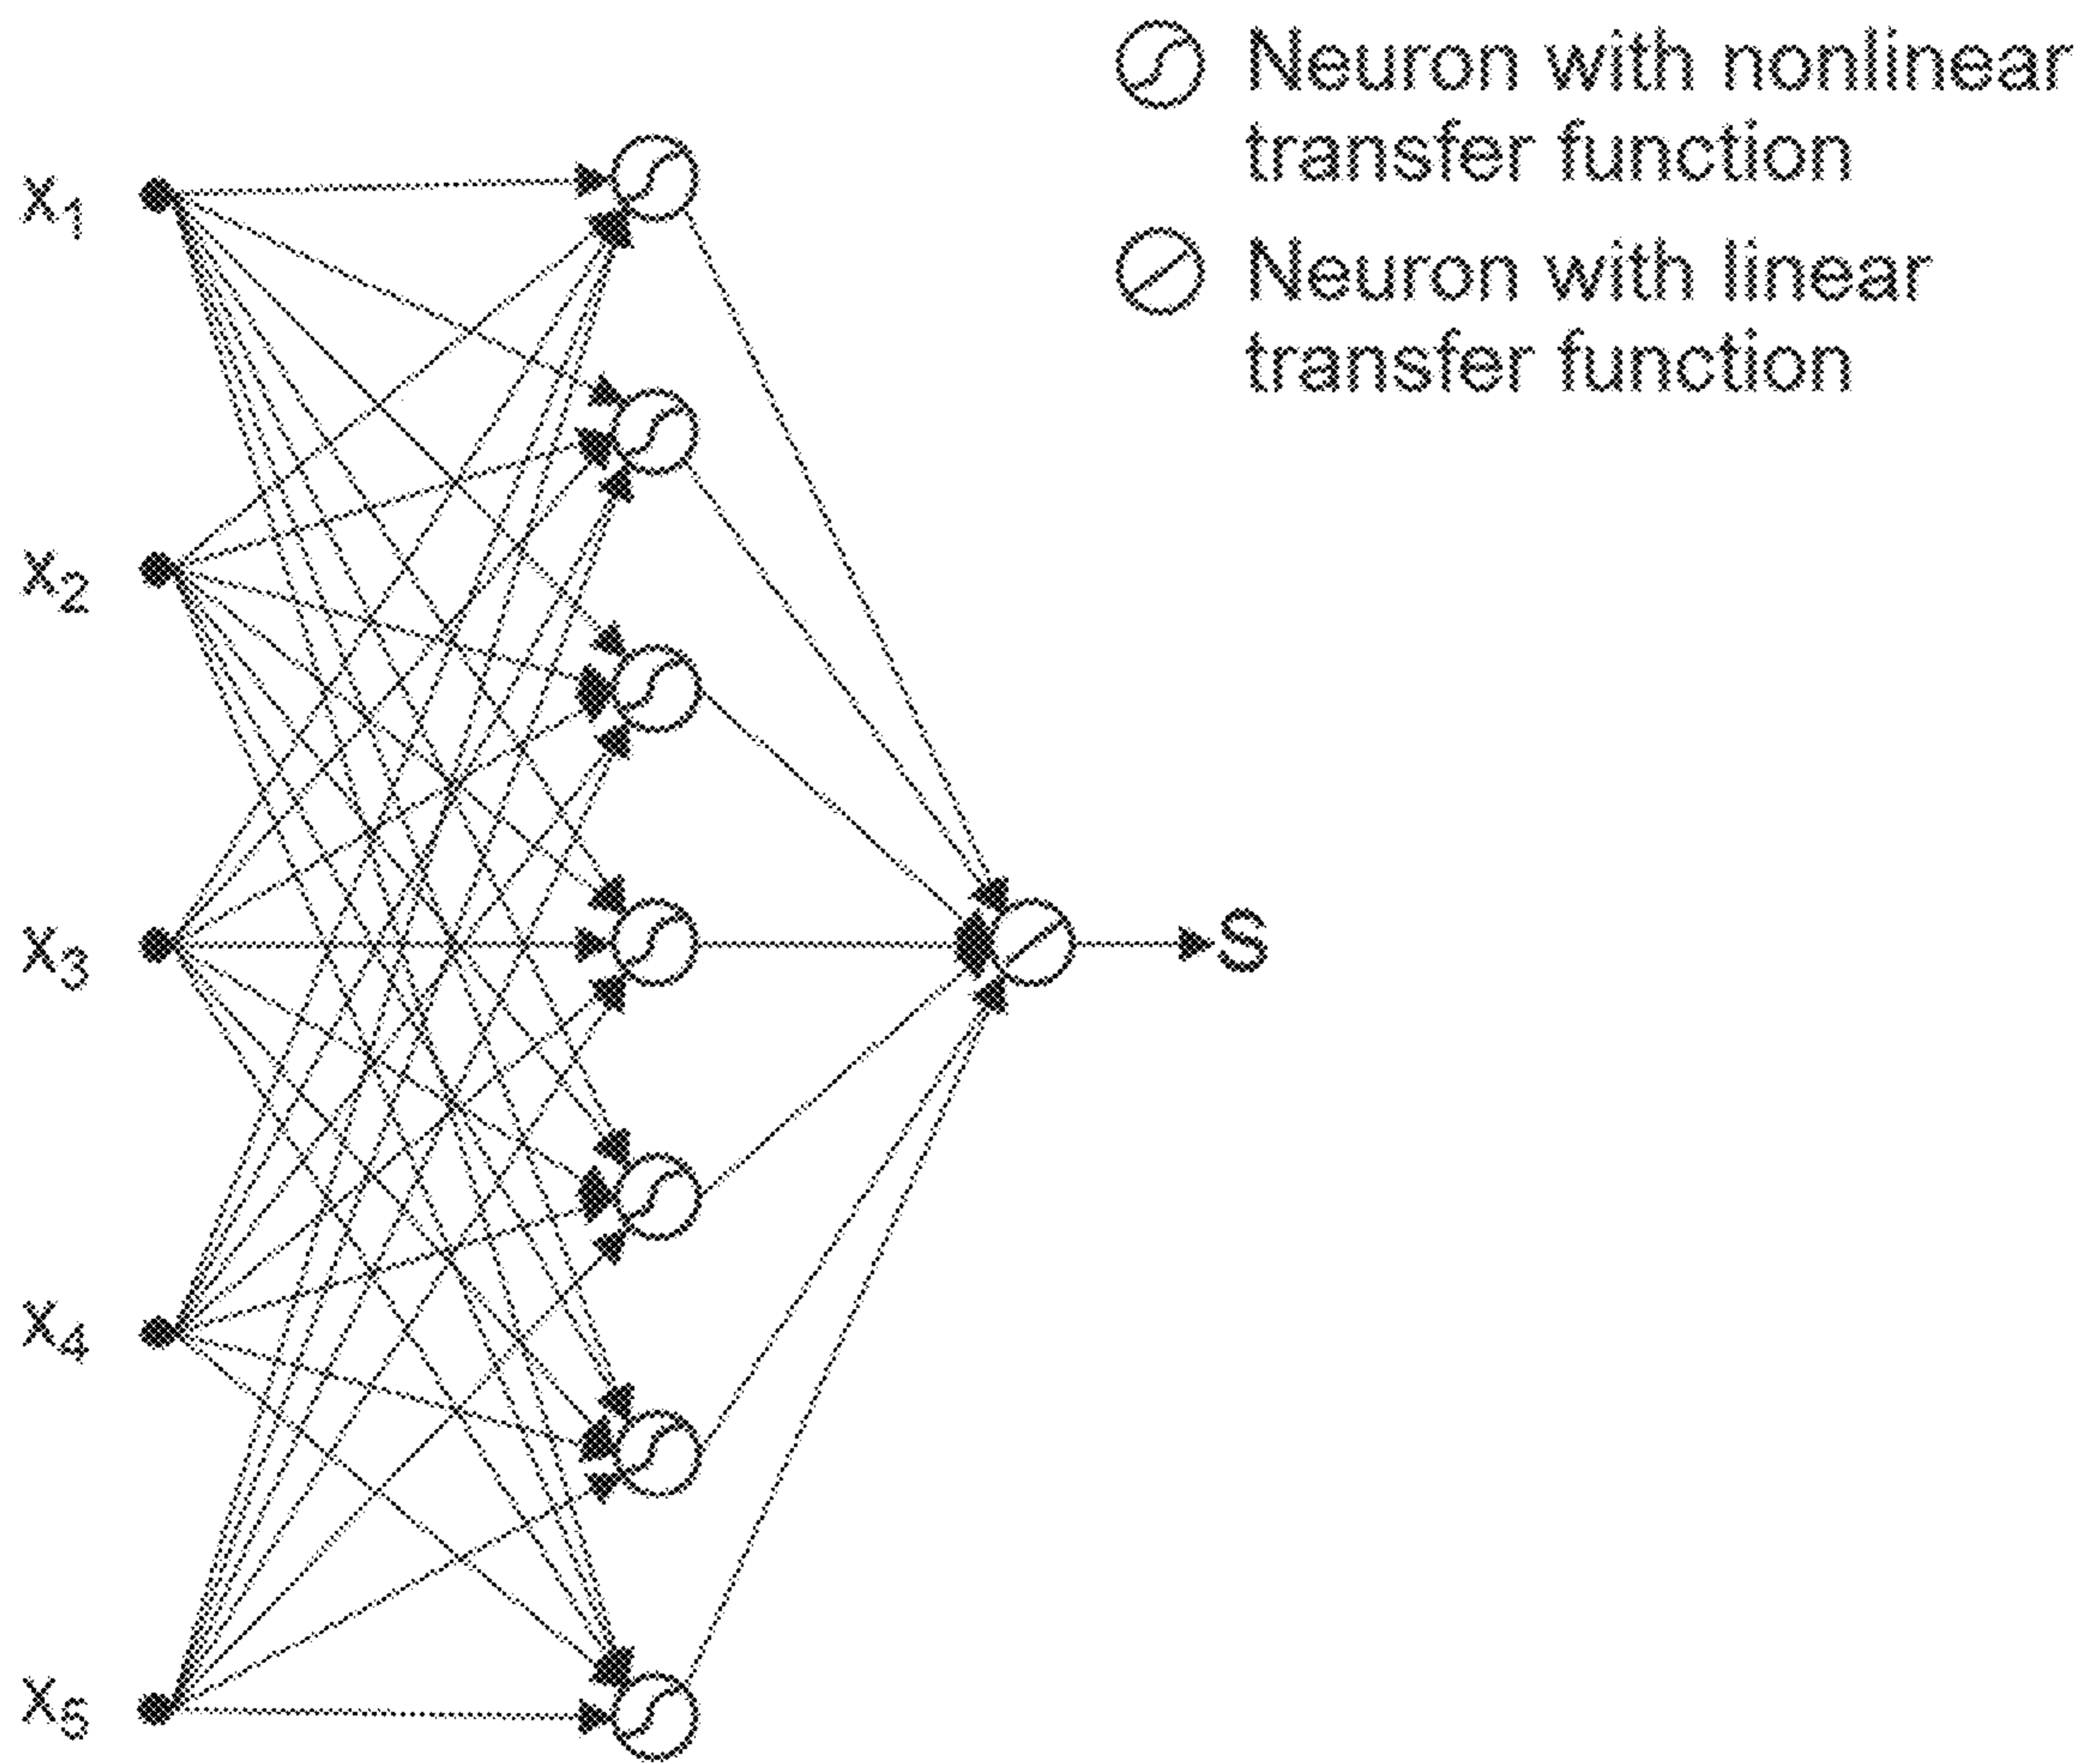 Neuron with nonlinear
transfer function
Neuron with linear
transfer function
x₁
x₂
x₃
x₄
x₅
S